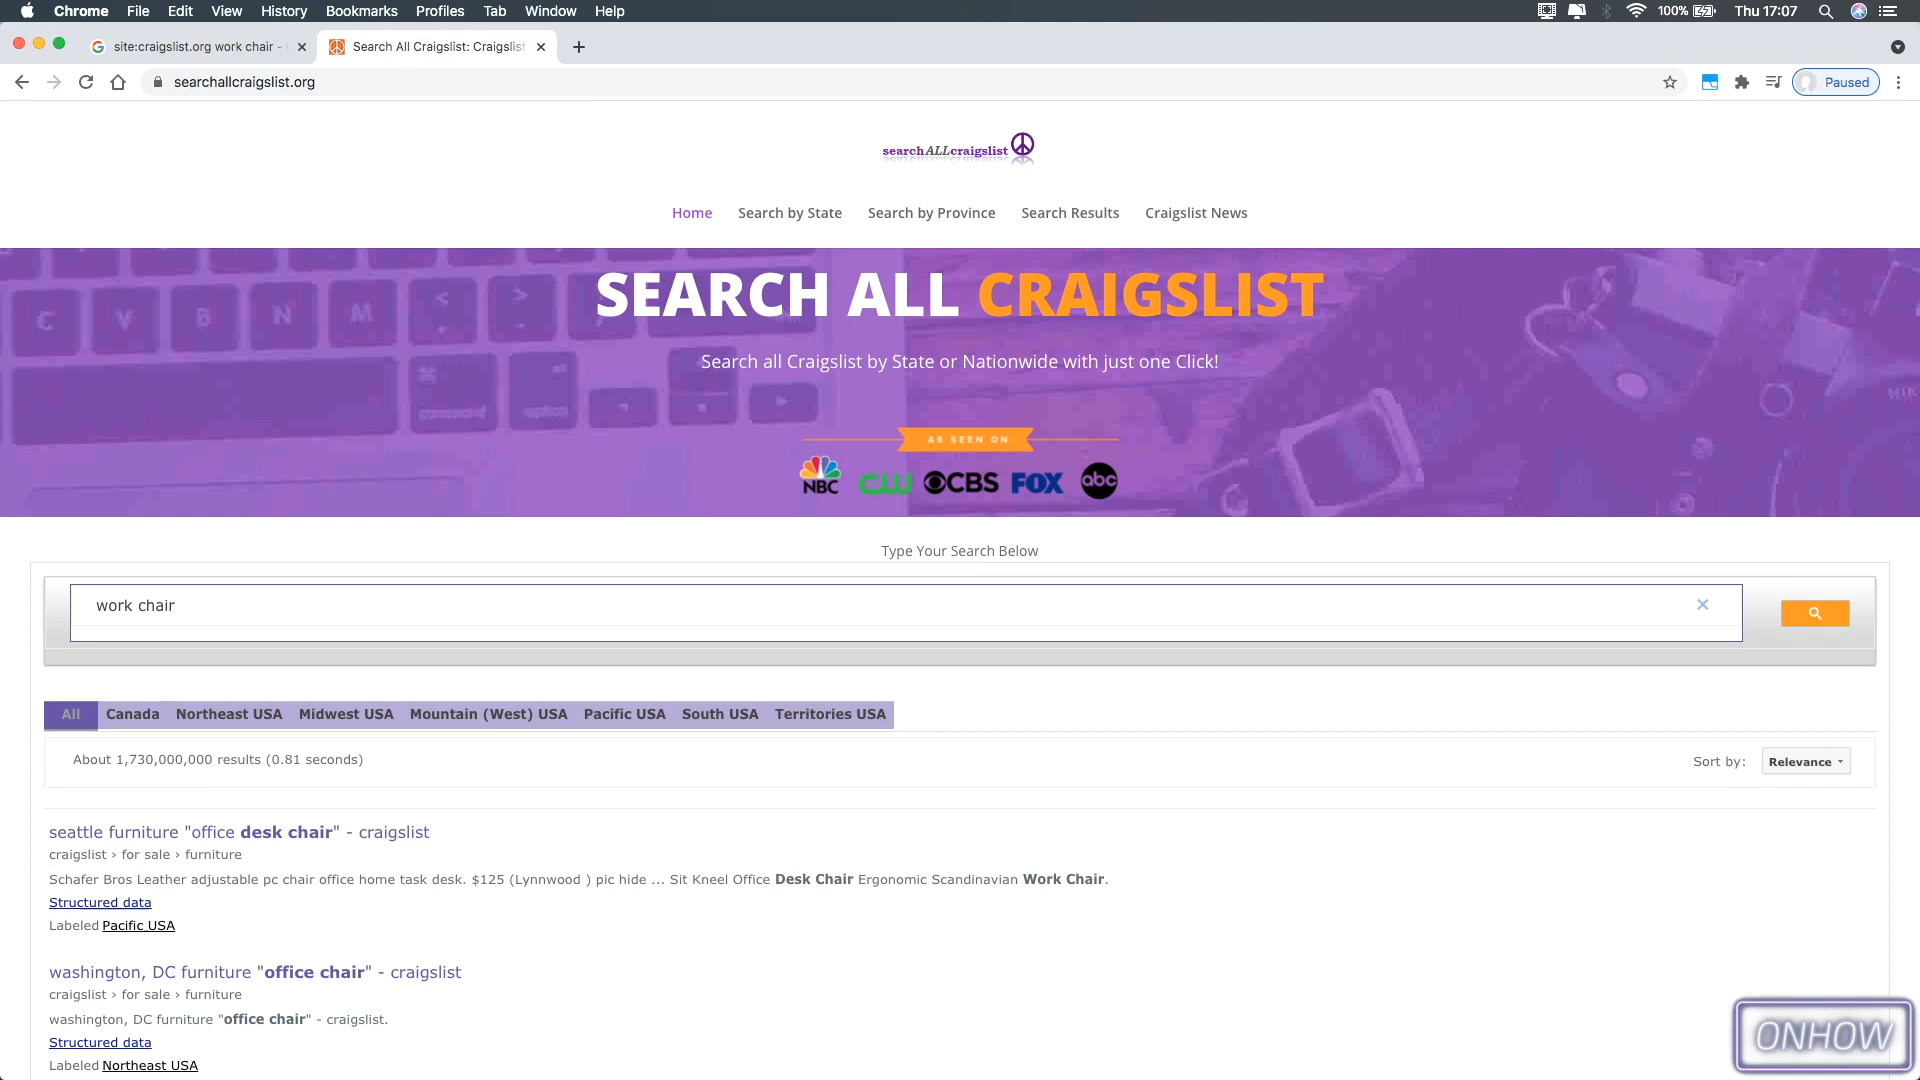 Chrome File Edit View History Bookmarks Profiles Tab Window Help 100% Thu 17:07
site:craigslist.org work chair - Search All Craigslist: Craigslist
searchallcraigslist.org Paused
searchALLcraigslist
Home Search by State Search by Province Search Results Craigslist News
SEARCH ALL CRAIGSLIST
Search all Craigslist by State or Nationwide with just one Click!
C V B N M < > ?
command option
AS SEEN ON
NBC CW CBS FOX abc
Type Your Search Below
work chair
All Canada Northeast USA Midwest USA Mountain (West) USA Pacific USA South USA Territories USA
About 1,730,000,000 results (0.81 seconds) Sort by: Relevance
seattle furniture "office desk chair" - craigslist
craigslist › for sale › furniture
Schafer Bros Leather adjustable pc chair office home task desk. $125 (Lynnwood ) pic hide ... Sit Kneel Office Desk Chair Ergonomic Scandinavian Work Chair.
Structured data
Labeled Pacific USA
washington, DC furniture "office chair" - craigslist
craigslist › for sale › furniture
washington, DC furniture "office chair" - craigslist.
Structured data
Labeled Northeast USA
ONHOW